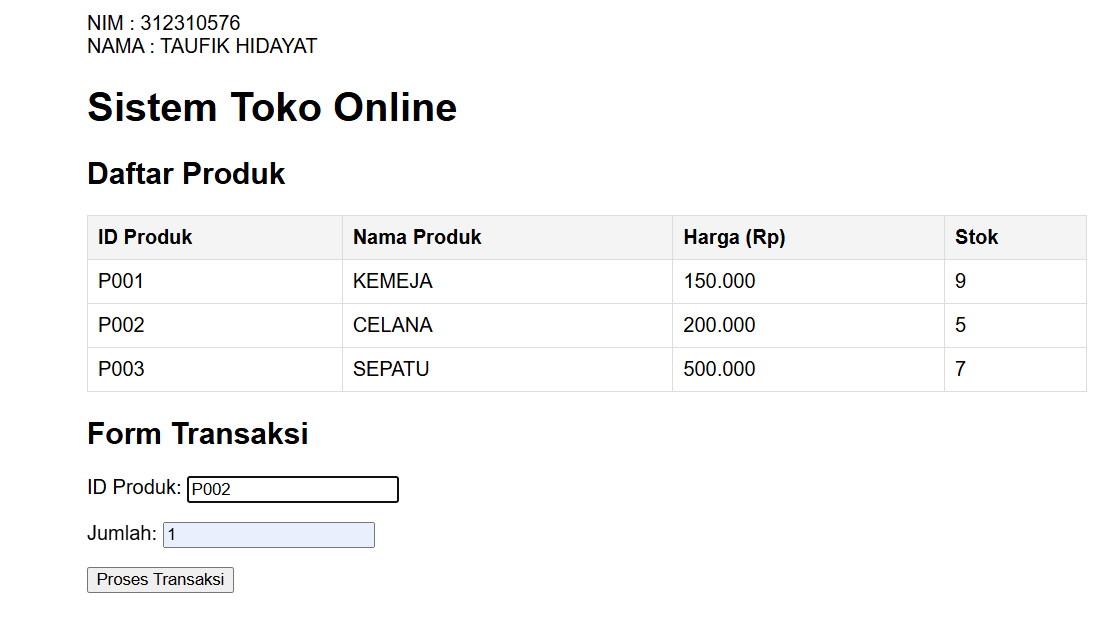 NIM : 312310576
NAMA : TAUFIK HIDAYAT
Sistem Toko Online
Daftar Produk
ID Produk Nama Produk Harga (Rp) Stok
P001 KEMEJA 150.000 9
P002 CELANA 200.000 5
P003 SEPATU 500.000 7
Form Transaksi
ID Produk: P002
Jumlah: 1
Proses Transaksi